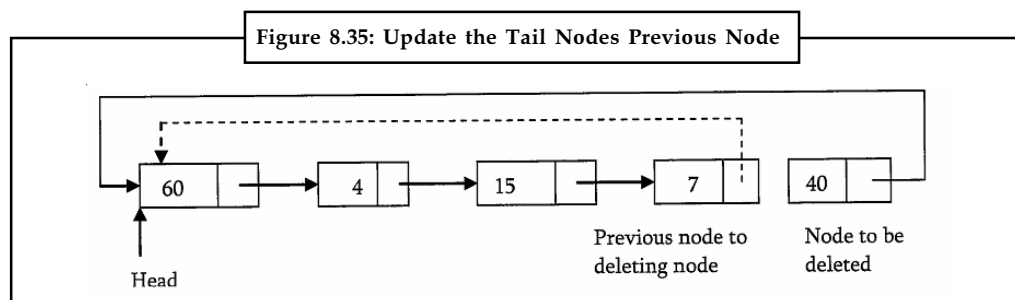 Figure 8.35: Update the Tail Nodes Previous Node
60 4 15 7 40
Previous node to
deleting node
Node to be
deleted
Head